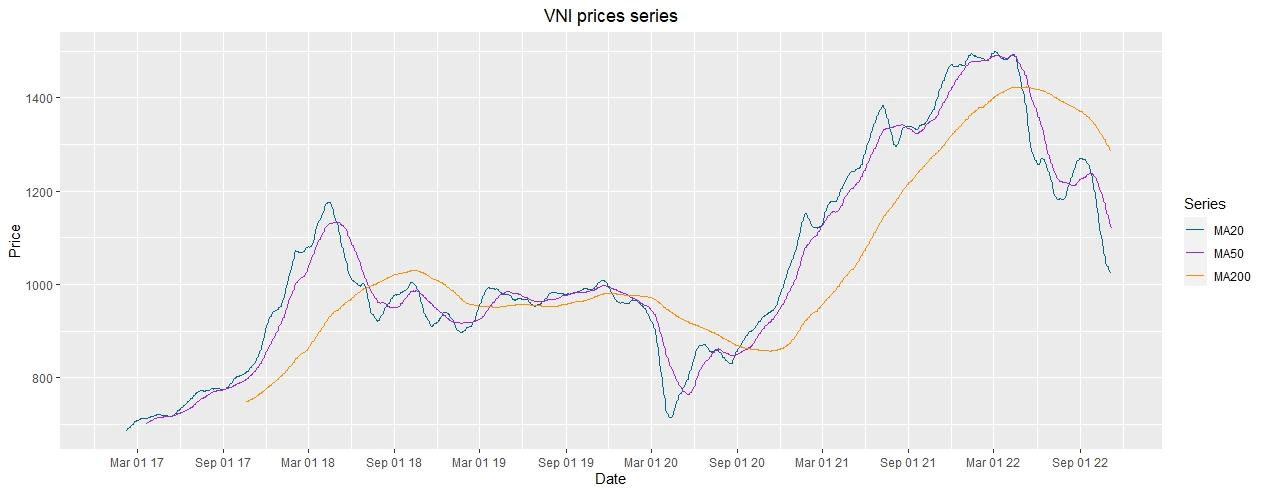 VNI prices series
Price
1400
1200
1000
800
Mar 01 17 Sep 01 17 Mar 01 18 Sep 01 18 Mar 01 19 Sep 01 19 Mar 01 20 Sep 01 20 Mar 01 21 Sep 01 21 Mar 01 22 Sep 01 22
Date
Series
MA20
MA50
MA200